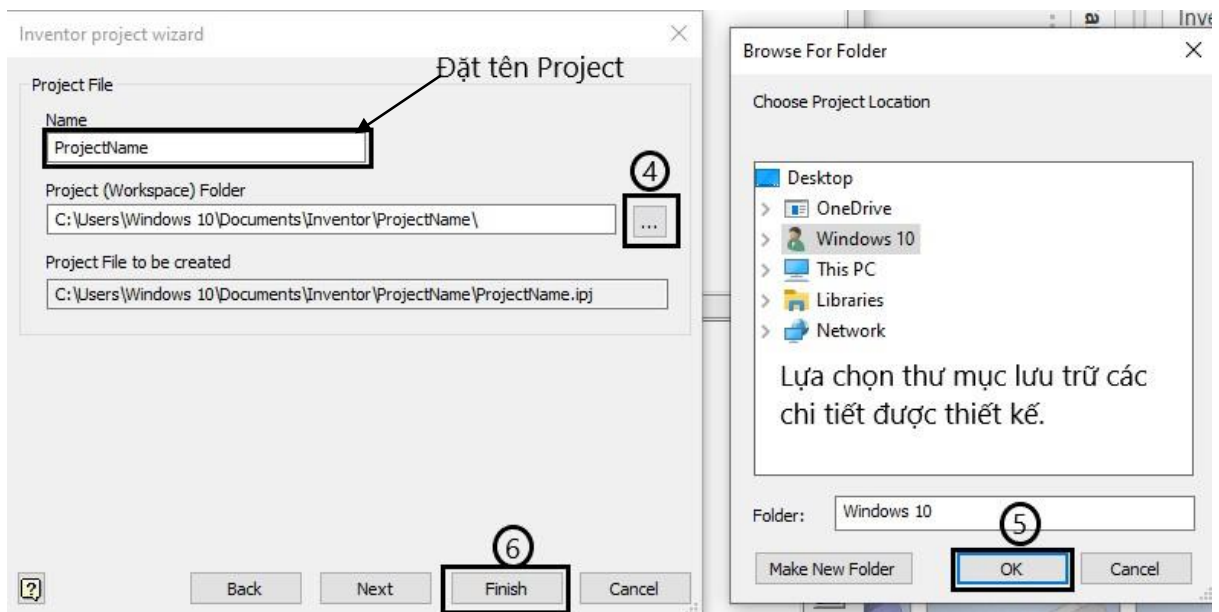 Inventor project wizard
Đặt tên Project
Project File
Name
ProjectName
4
Project (Workspace) Folder
C:\Users\Windows 10\Documents\Inventor\ProjectName\
...
Project File to be created
C:\Users\Windows 10\Documents\Inventor\ProjectName\ProjectName.ipj
6
Back
Next
Finish
Cancel
Inve
Browse For Folder
Choose Project Location
Desktop
OneDrive
Windows 10
This PC
Libraries
Network
Lựa chọn thư mục lưu trữ các
chi tiết được thiết kế.
Folder:
Windows 10
5
Make New Folder
OK
Cancel